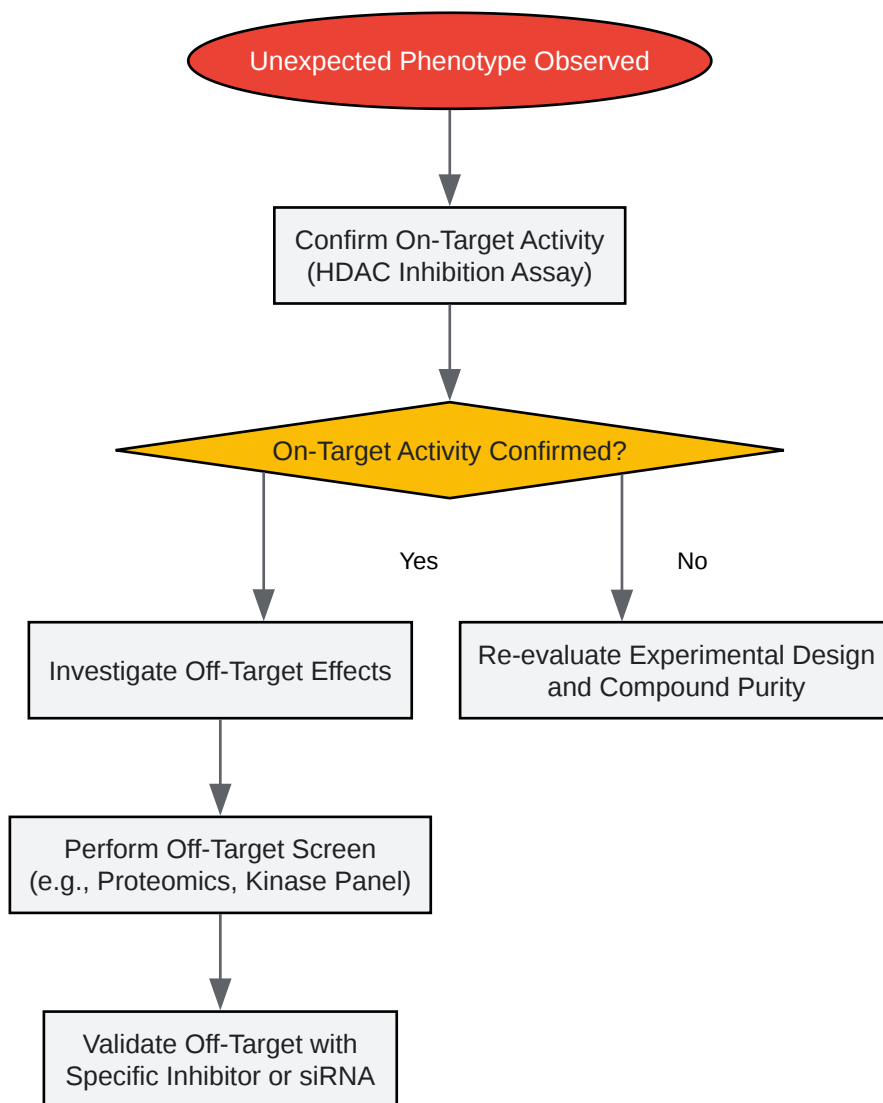 Unexpected Phenotype Observed
Confirm On-Target Activity
(HDAC Inhibition Assay)
On-Target Activity Confirmed?
Yes
No
Investigate Off-Target Effects
Re-evaluate Experimental Design
and Compound Purity
Perform Off-Target Screen
(e.g., Proteomics, Kinase Panel)
Validate Off-Target with
Specific Inhibitor or siRNA